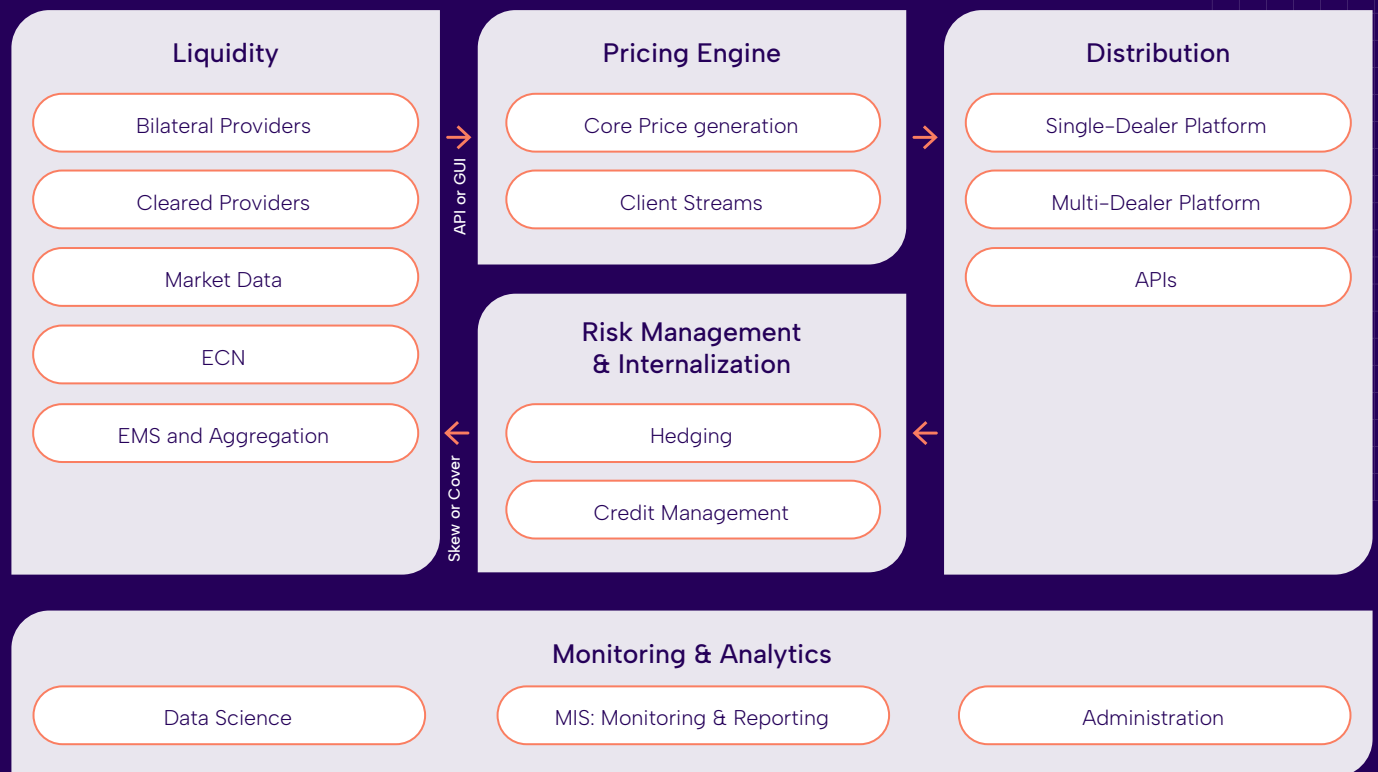 Liquidity
Bilateral Providers
Cleared Providers
Market Data
ECN
EMS and Aggregation
API or GUI
Skew or Cover
Pricing Engine
Core Price generation
Client Streams
Risk Management
& Internalization
Hedging
Credit Management
Distribution
Single-Dealer Platform
Multi-Dealer Platform
APIs
Monitoring & Analytics
Data Science
MIS: Monitoring & Reporting
Administration